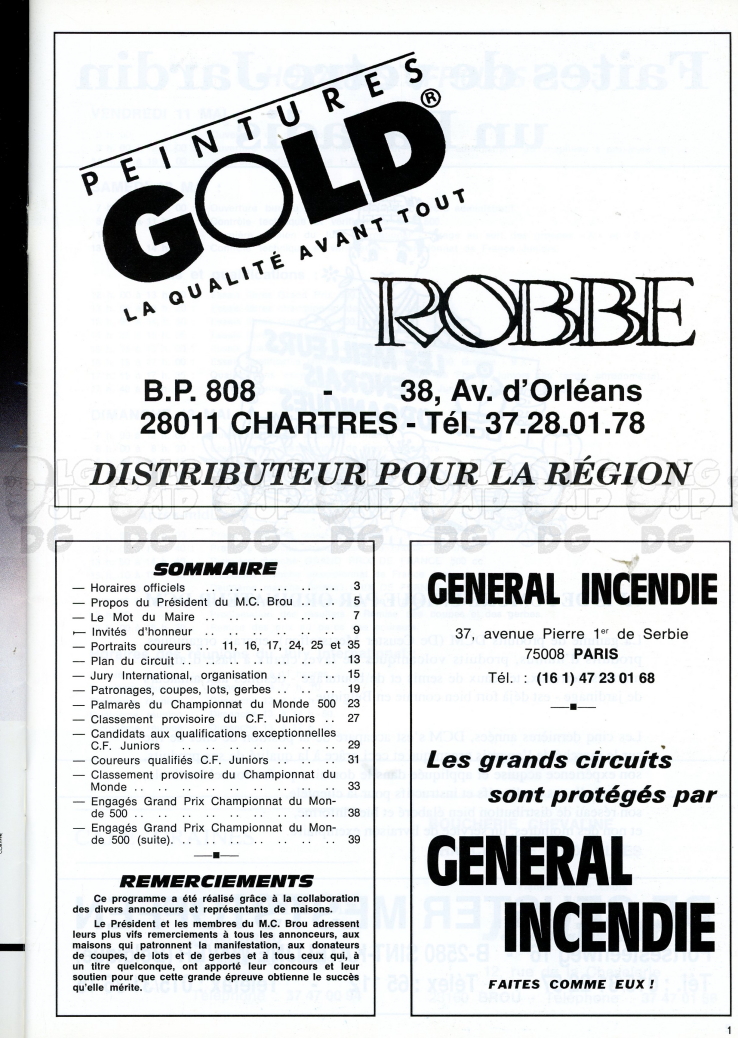 PEINTURES
GOLD®
LA QUALITÉ AVANT TOUT
ROBBE
B.P. 808 - 38, Av. d'Orléans
28011 CHARTRES - Tél. 37.28.01.78
DISTRIBUTEUR POUR LA RÉGION
SOMMAIRE
— Horaires officiels .. .. .. .. .. 3
— Propos du Président du M.C. Brou .. .. 5
— Le Mot du Maire .. .. .. .. .. 7
— Invités d'honneur .. .. .. .. .. 9
— Portraits coureurs .. 11, 16, 17, 24, 25 et 35
— Plan du circuit .. .. .. .. .. 13
— Jury International, organisation .. .. 15
— Patronages, coupes, lots, gerbes .. .. 19
— Palmarès du Championnat du Monde 500 23
— Classement provisoire du C.F. Juniors .. 27
— Candidats aux qualifications exceptionnelles
C.F. Juniors .. .. .. .. .. 29
— Coureurs qualifiés C.F. Juniors .. .. 31
— Classement provisoire du Championnat du
Monde .. .. .. .. .. 33
— Engagés Grand Prix Championnat du Mon-
de 500 .. .. .. .. .. 38
— Engagés Grand Prix Championnat du Mon-
de 500 (suite). .. .. .. .. .. 39
REMERCIEMENTS
Ce programme a été réalisé grâce à la collaboration
des divers annonceurs et représentants de maisons.
Le Président et les membres du M.C. Brou adressent
leurs plus vifs remerciements à tous les annonceurs, aux
maisons qui patronnent la manifestation, aux donateurs
de coupes, de lots et de gerbes et à tous ceux qui, à
un titre quelconque, ont apporté leur concours et leur
soutien pour que cette grande épreuve obtienne le succès
qu'elle mérite.
GENERAL INCENDIE
37, avenue Pierre 1er de Serbie
75008 PARIS
Tél. : (16 1) 47 23 01 68
Les grands circuits
sont protégés par
GENERAL
INCENDIE
FAITES COMME EUX !
1
LG
JP
DG